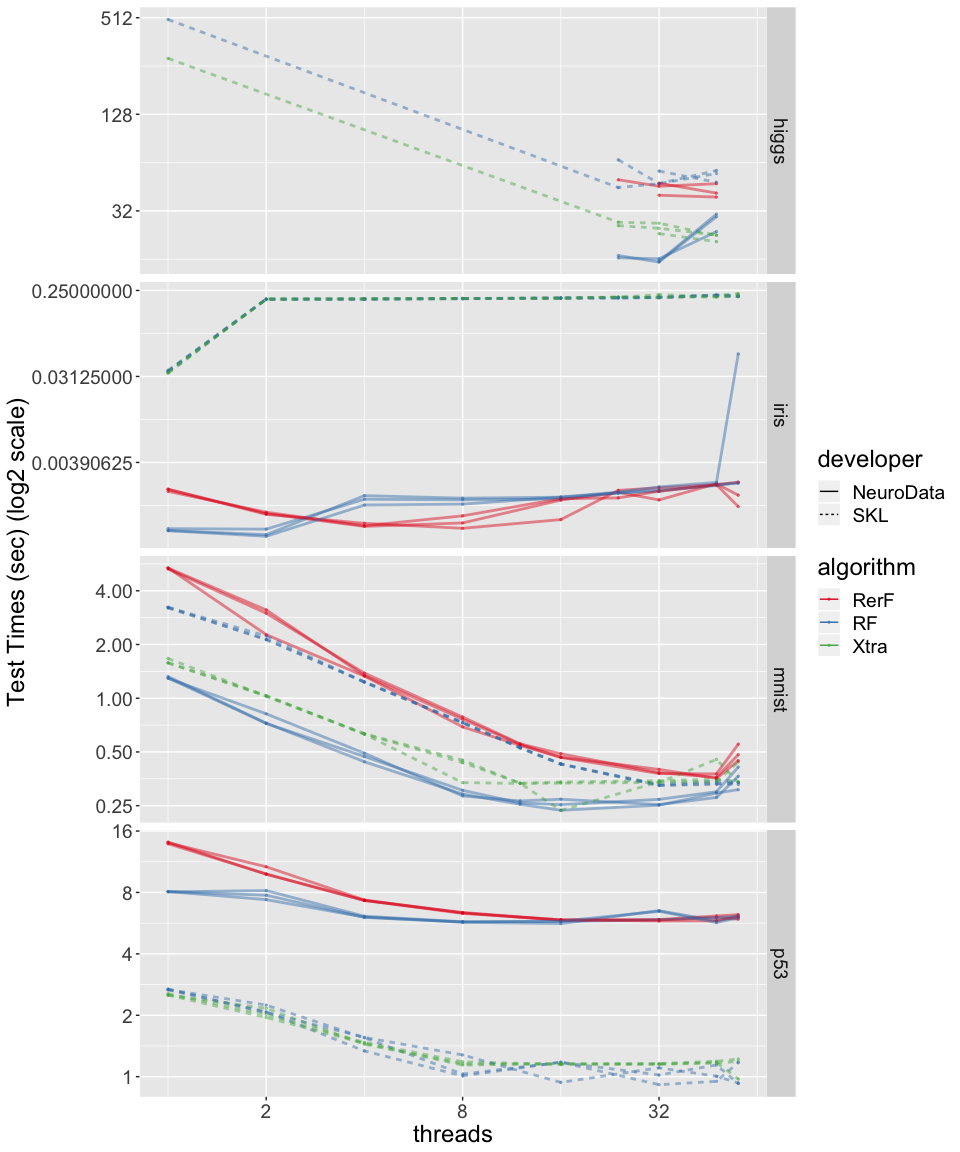 Test Times (sec) (log2 scale)
512
128
32
higgs
0.25000000
0.03125000
0.00390625
iris
4.00
2.00
1.00
0.50
0.25
mnist
16
8
4
2
1
p53
2
8
32
threads
developer
NeuroData
SKL
algorithm
RerF
RF
Xtra